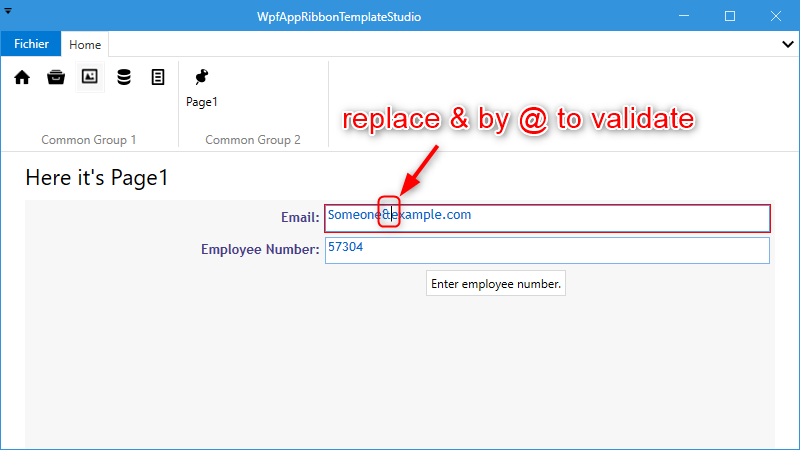 WpfAppRibbonTemplateStudio
Fichier Home
Page1
Common Group 1 Common Group 2
replace & by @ to validate
Here it's Page1
Email: Someone&example.com
Employee Number: 57304
Enter employee number.